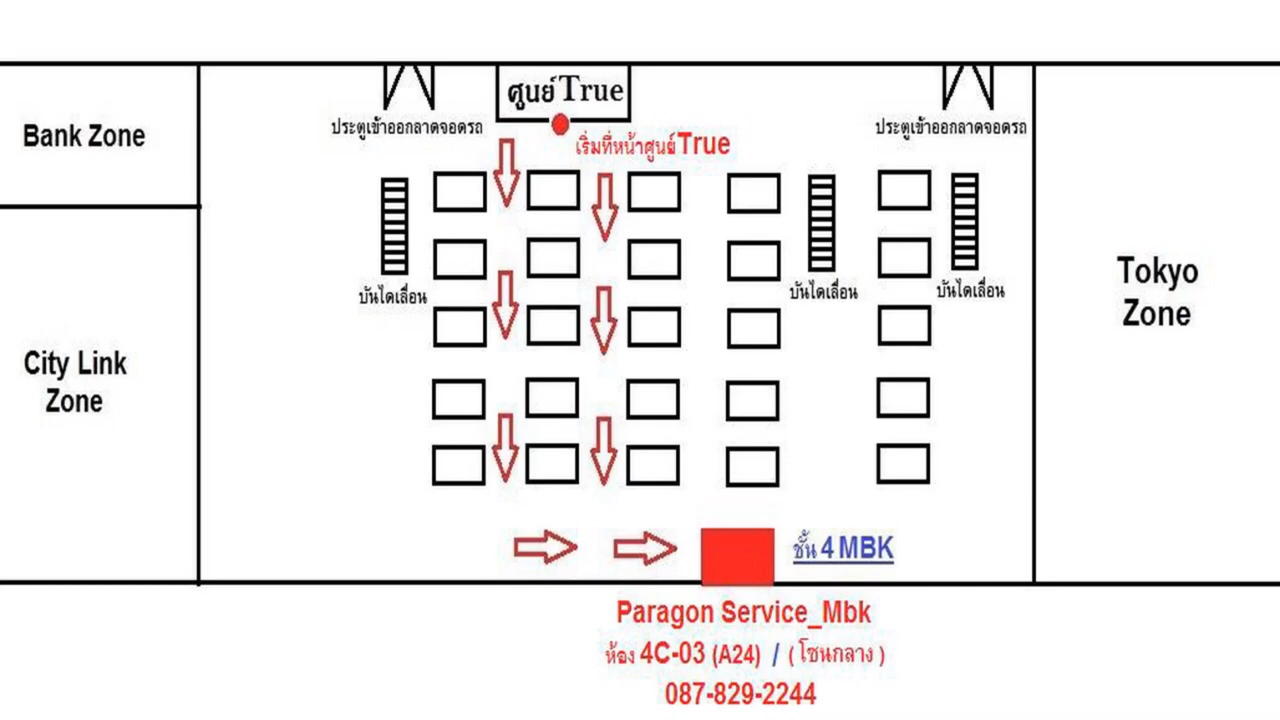 ศูนย์True
ประตูเข้าออกลาดจอดรถ
ประตูเข้าออกลาดจอดรถ
Bank Zone
เริ่มที่หน้าศูนย์True
บันไดเลื่อน
บันไดเลื่อน
บันไดเลื่อน
Tokyo
Zone
City Link
Zone
ชั้น 4 MBK
Paragon Service_Mbk
ห้อง 4C-03 (A24) / ( โซนกลาง )
087-829-2244